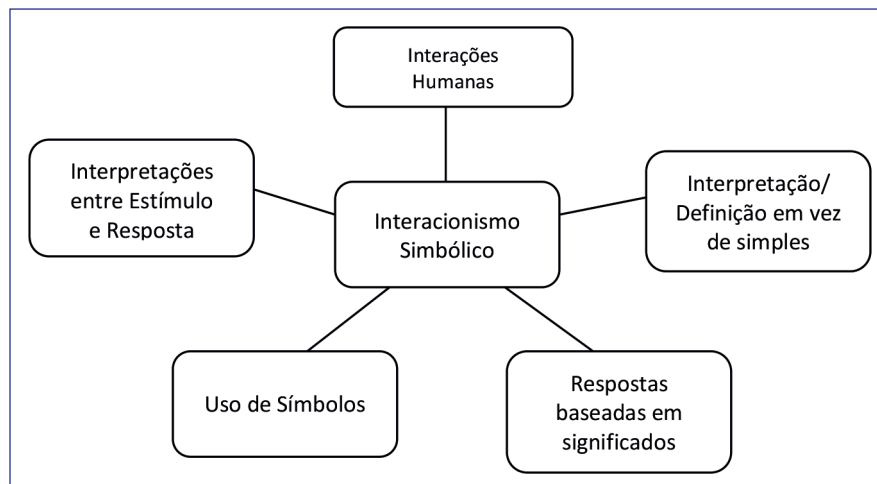 Interações
Humanas
Interpretações
entre Estímulo
e Resposta
Interacionismo
Simbólico
Interpretação/
Definição em vez
de simples
Uso de Símbolos
Respostas
baseadas em
significados